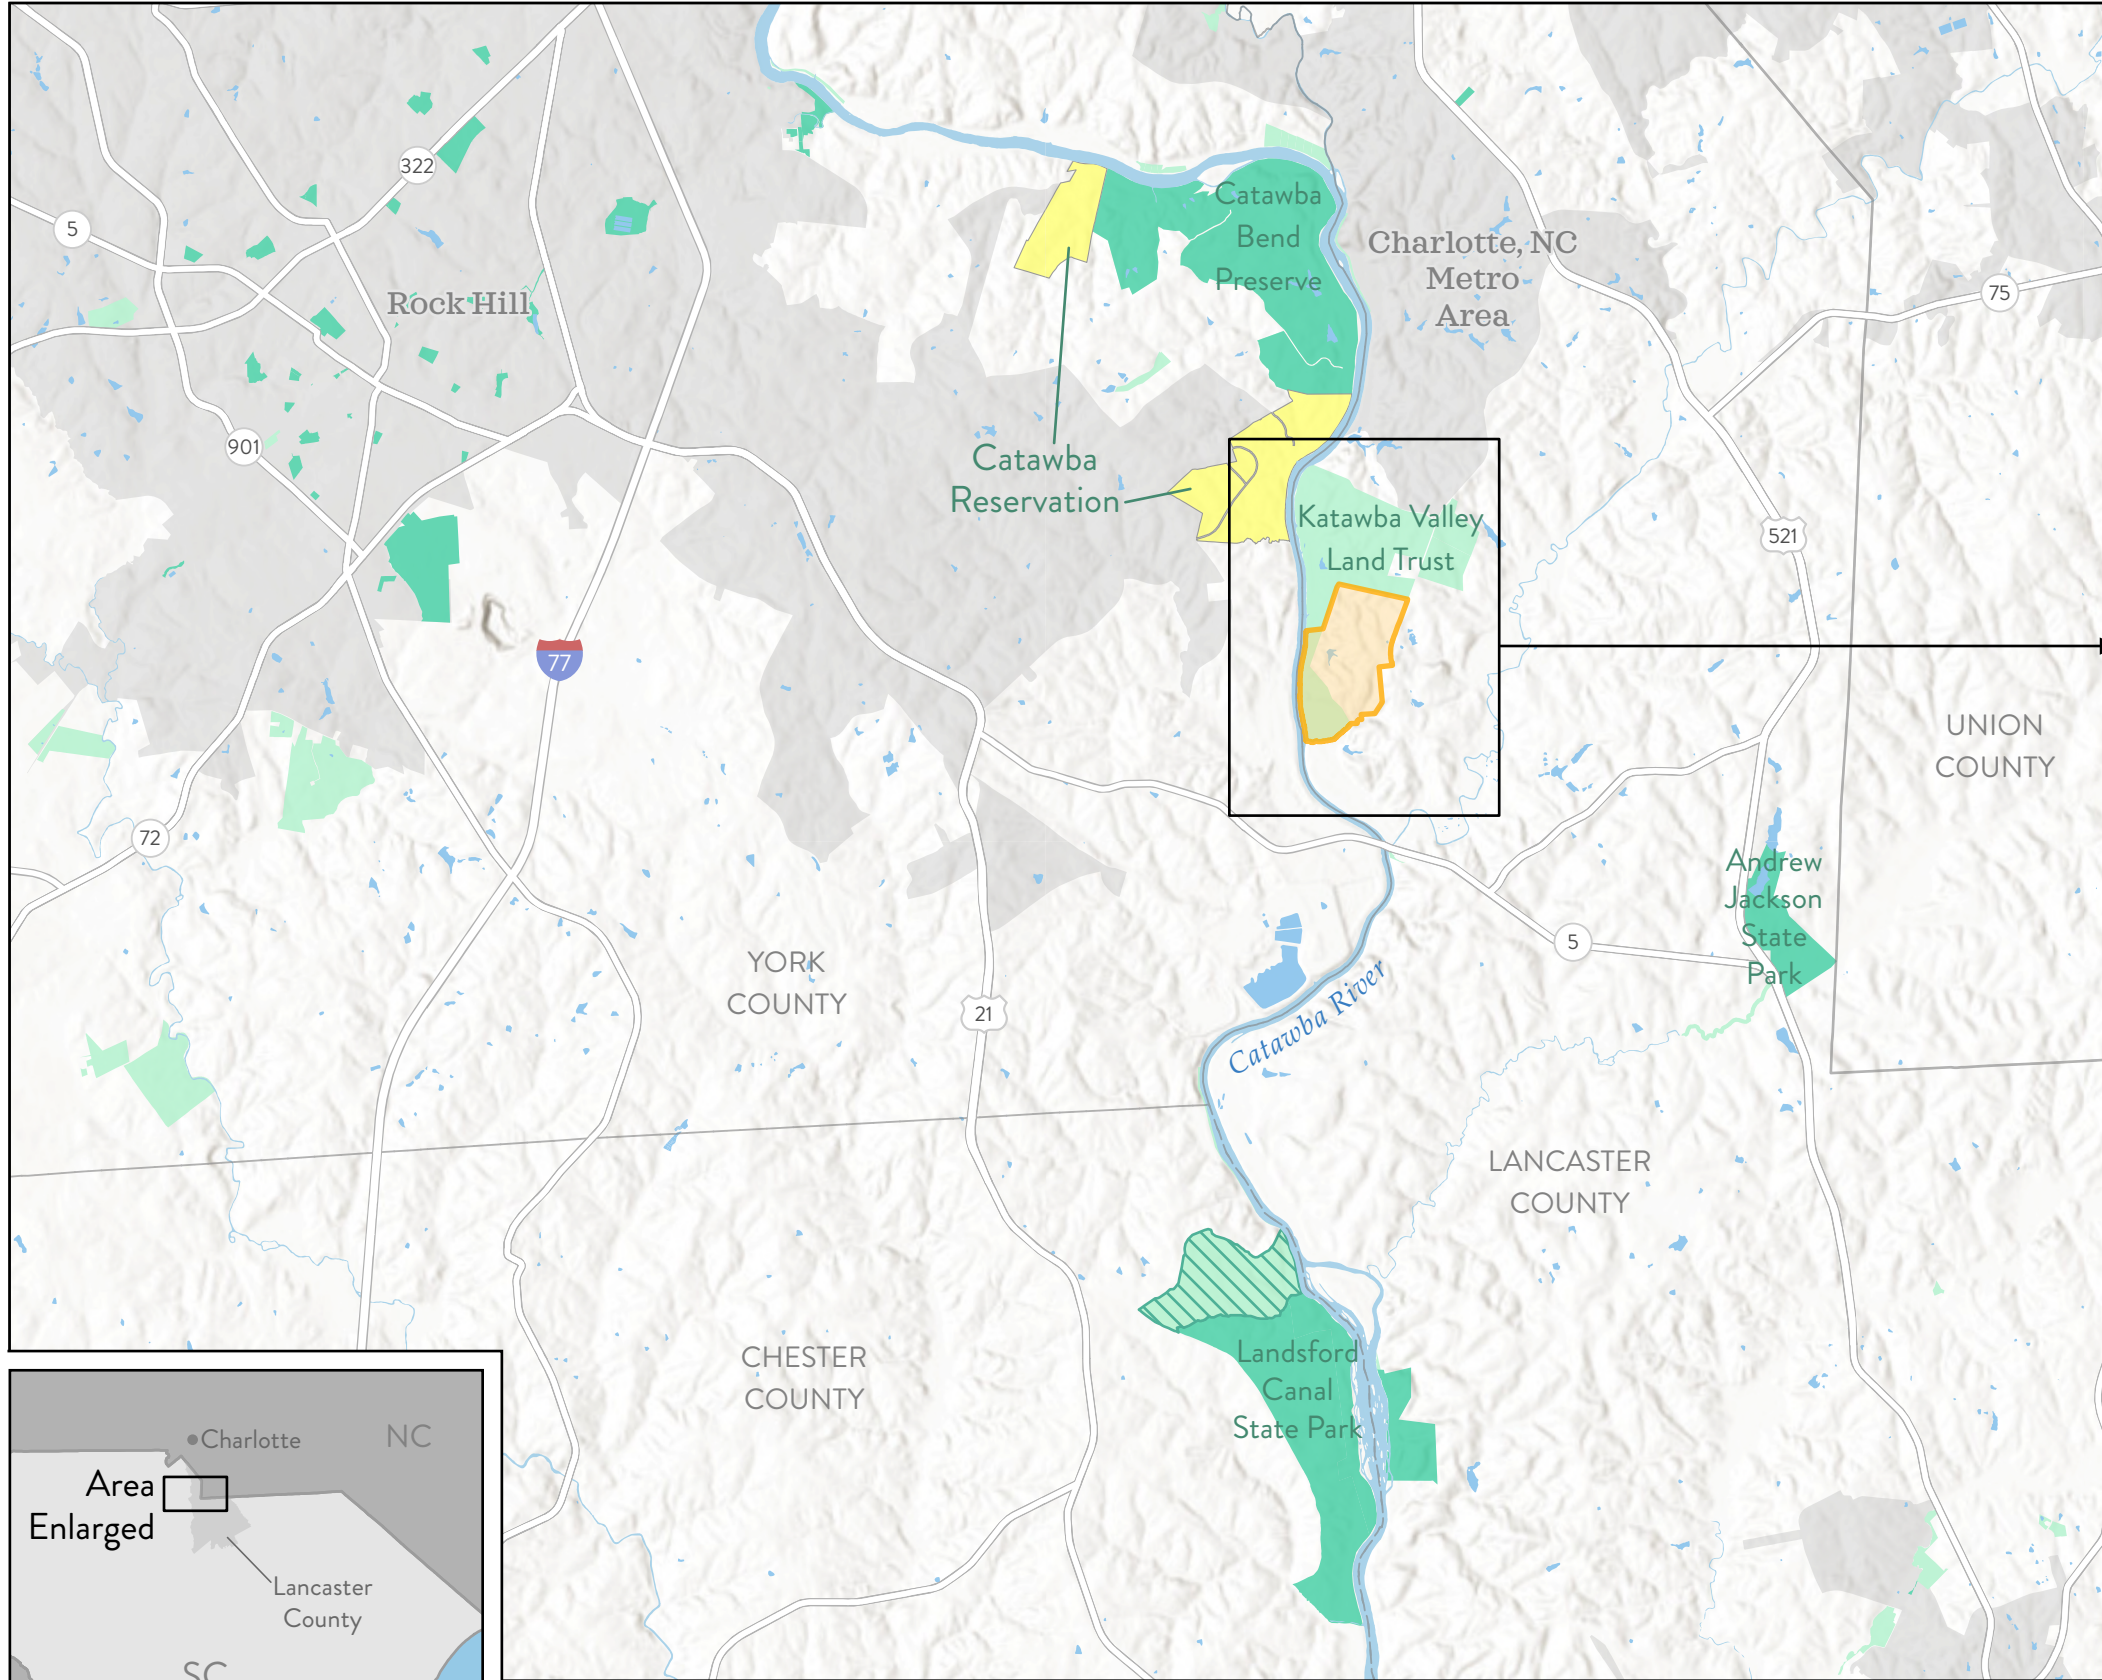 322
5
Rock Hill
901
77
72
Catawba
Bend
Preserve
Charlotte, NC
Metro
Area
75
Catawba
Reservation
Katawba Valley
Land Trust
521
UNION
COUNTY
Andrew
Jackson
State
Park
5
YORK
COUNTY
21
Catawba River
LANCASTER
COUNTY
CHESTER
COUNTY
Landsford
Canal
State Park
Charlotte
NC
Area
Enlarged
Lancaster
County
SC